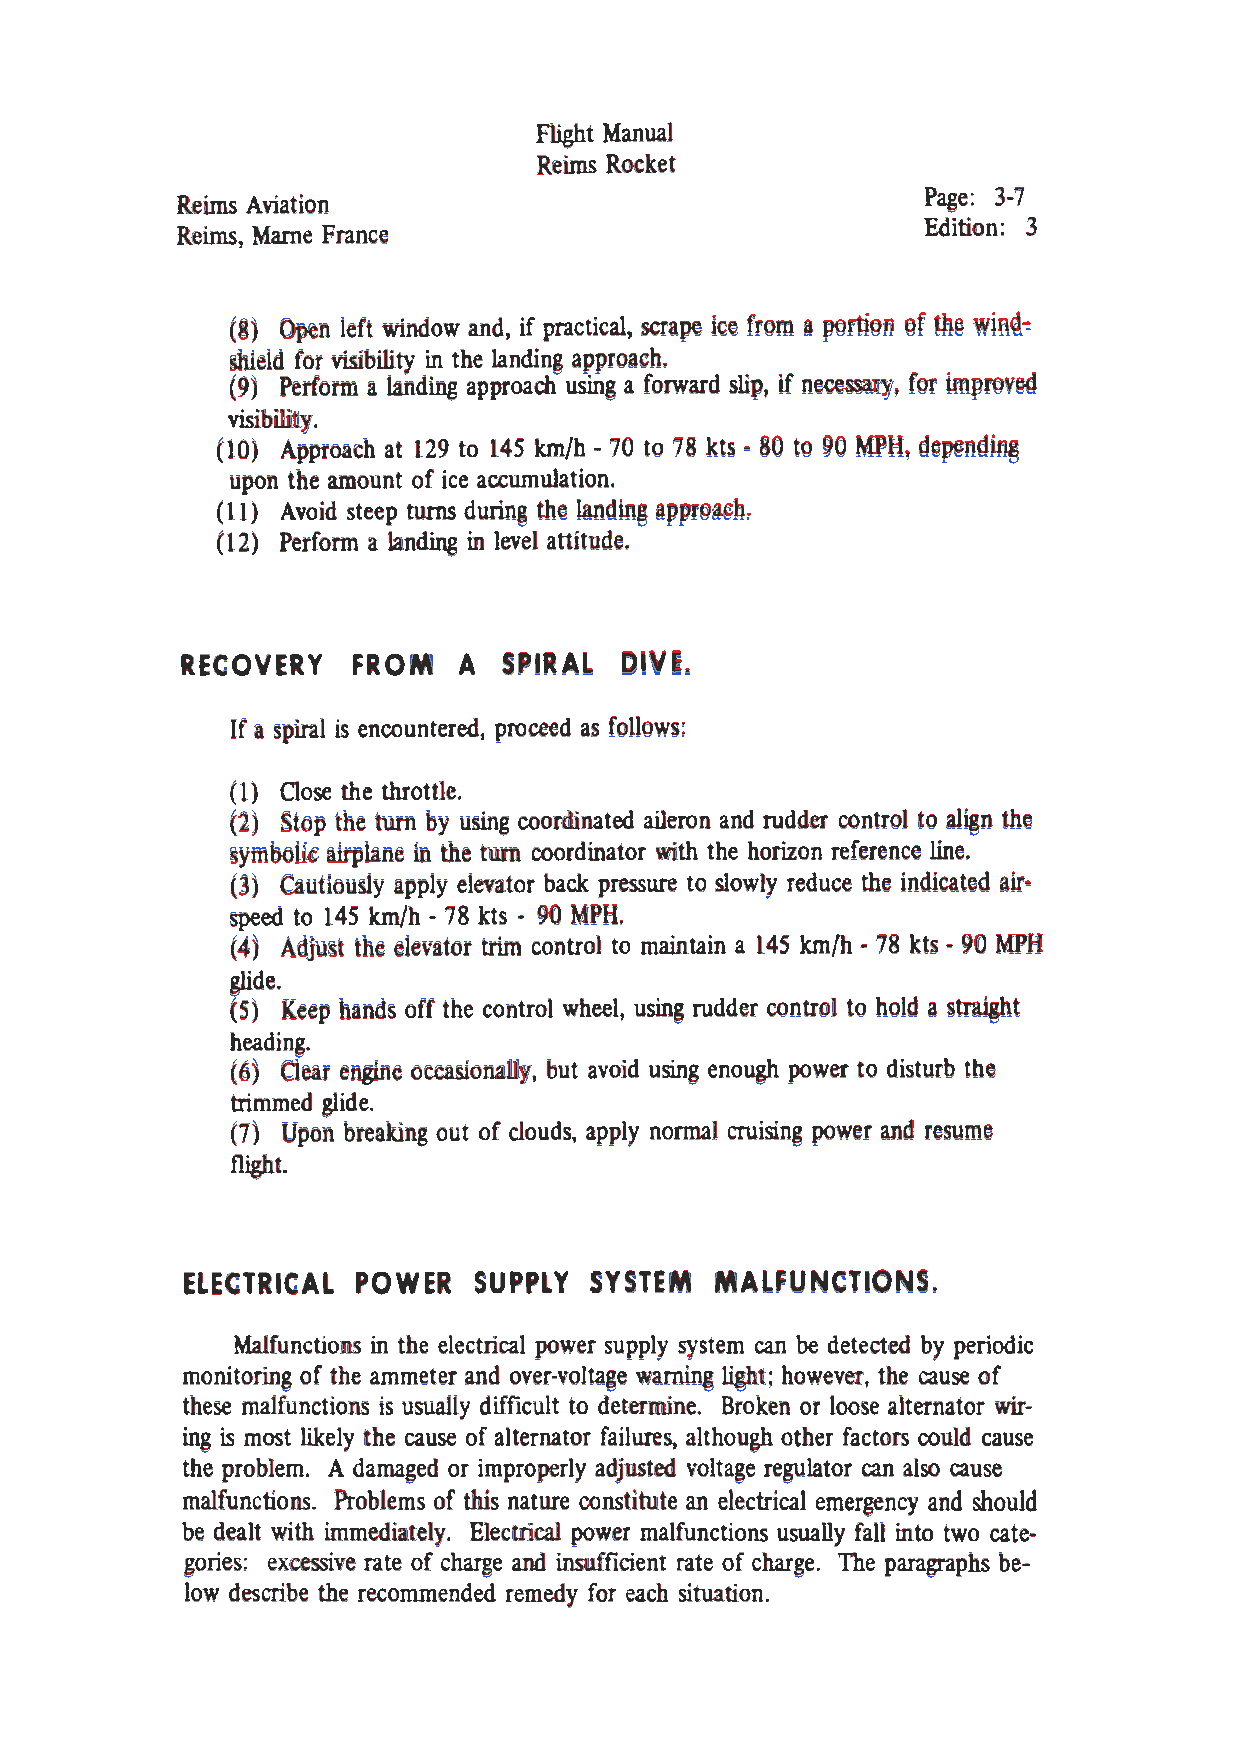 Flight Manual
Reims Rocket
Reims Aviation
Page: 3-7
Reims, Marne France
Edition: 3
(8) Open left window and, if practical, scrape ice from a portion of the wind-
shield for visibility in the landing approach.
(9) Perform a landing approach using a forward slip, if necessary, for improved
visibility.
(10) Approach at 129 to 145 km/h - 70 to 78 kts - 80 to 90 MPH, depending
upon the amount of ice accumulation.
(11) Avoid steep turns during the landing approach.
(12) Perform a landing in level attitude.
RECOVERY FROM A SPIRAL DIVE.
If a spiral is encountered, proceed as follows:
(1) Close the throttle.
(2) Stop the turn by using coordinated aileron and rudder control to align the
symbolic airplane in the turn coordinator with the horizon reference line.
(3) Cautiously apply elevator back pressure to slowly reduce the indicated air-
speed to 145 km/h - 78 kts - 90 MPH.
(4) Adjust the elevator trim control to maintain a 145 km/h - 78 kts - 90 MPH
glide.
(5) Keep hands off the control wheel, using rudder control to hold a straight
heading.
(6) Clear engine occasionally, but avoid using enough power to disturb the
trimmed glide.
(7) Upon breaking out of clouds, apply normal cruising power and resume
flight.
ELECTRICAL POWER SUPPLY SYSTEM MALFUNCTIONS.
Malfunctions in the electrical power supply system can be detected by periodic
monitoring of the ammeter and over-voltage warning light; however, the cause of
these malfunctions is usually difficult to determine. Broken or loose alternator wir-
ing is most likely the cause of alternator failures, although other factors could cause
the problem. A damaged or improperly adjusted voltage regulator can also cause
malfunctions. Problems of this nature constitute an electrical emergency and should
be dealt with immediately. Electrical power malfunctions usually fall into two cate-
gories: excessive rate of charge and insufficient rate of charge. The paragraphs be-
low describe the recommended remedy for each situation.